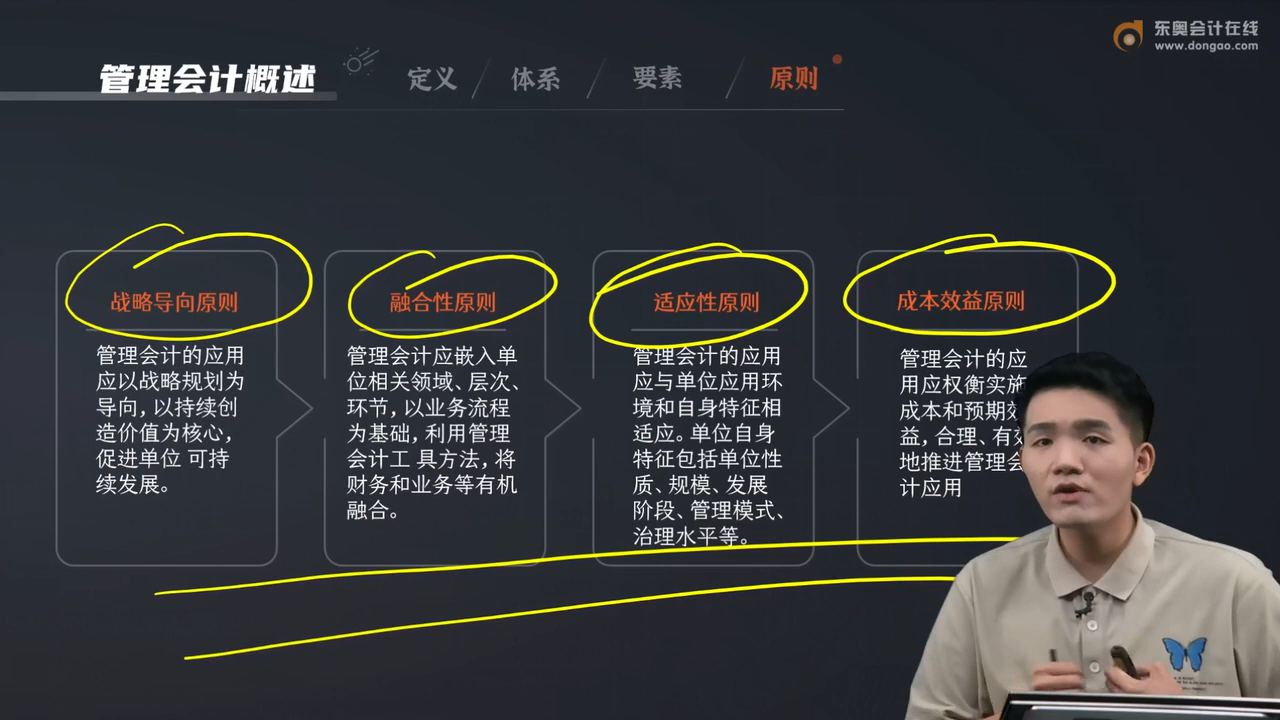 东奥会计在线
www.dongao.com
管理会计概述
定义 / 体系 / 要素 / 原则
战略导向原则
管理会计的应用
应以战略规划为
导向，以持续创
造价值为核心，
促进单位 可持
续发展。
融合性原则
管理会计应嵌入单
位相关领域、层次、
环节，以业务流程
为基础，利用管理
会计工 具方法，将
财务和业务等有机
融合。
适应性原则
管理会计的应用
应与单位应用环
境和自身特征相
适应。单位自身
特征包括单位性
质、规模、发展
阶段、管理模式、
治理水平等。
成本效益原则
管理会计的应
用应权衡实施
成本和预期效
益，合理、有效
地推进管理会
计应用